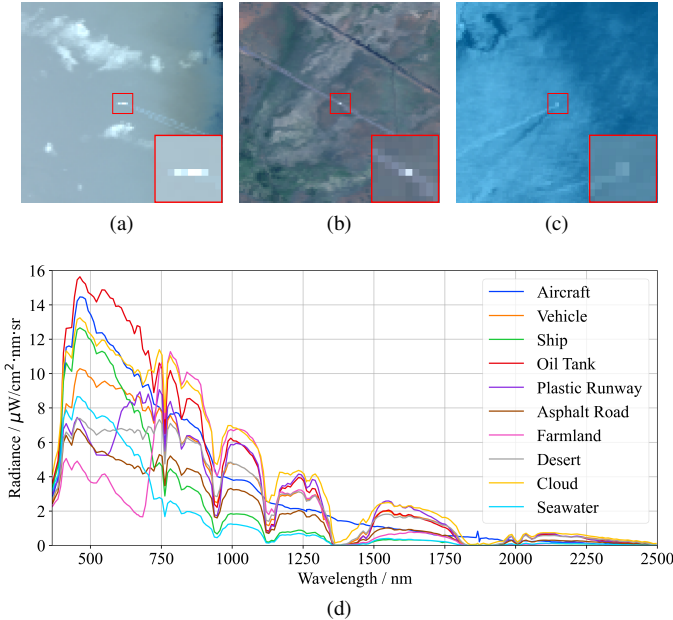 (a) (b) (c)
16
14
12
10
8
6
4
2
0
Radiance / μW/cm²·nm·sr
Aircraft
Vehicle
Ship
Oil Tank
Plastic Runway
Asphalt Road
Farmland
Desert
Cloud
Seawater
500 750 1000 1250 1500 1750 2000 2250 2500
Wavelength / nm
(d)